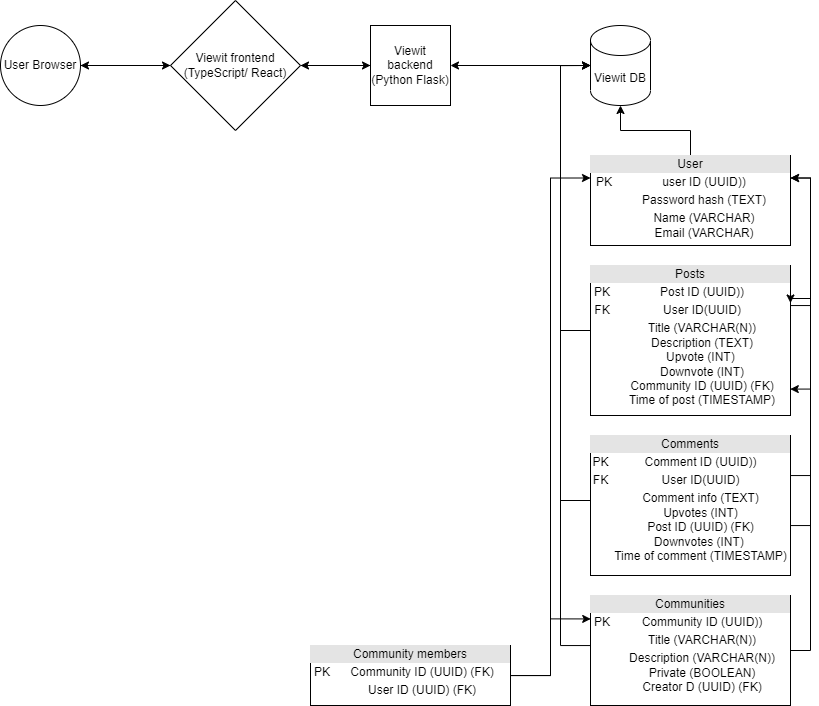 User Browser
Viewit frontend
(TypeScript/ React)
Viewit
backend
(Python Flask)
Viewit DB
User
PK user ID (UUID))
Password hash (TEXT)
Name (VARCHAR)
Email (VARCHAR)
Posts
PK Post ID (UUID))
FK User ID(UUID)
Title (VARCHAR(N))
Description (TEXT)
Upvote (INT)
Downvote (INT)
Community ID (UUID) (FK)
Time of post (TIMESTAMP)
Comments
PK Comment ID (UUID))
FK User ID(UUID)
Comment info (TEXT)
Upvotes (INT)
Post ID (UUID) (FK)
Downvotes (INT)
Time of comment (TIMESTAMP)
Communities
PK Community ID (UUID))
Title (VARCHAR(N))
Description (VARCHAR(N))
Private (BOOLEAN)
Creator D (UUID) (FK)
Community members
PK Community ID (UUID) (FK)
User ID (UUID) (FK)